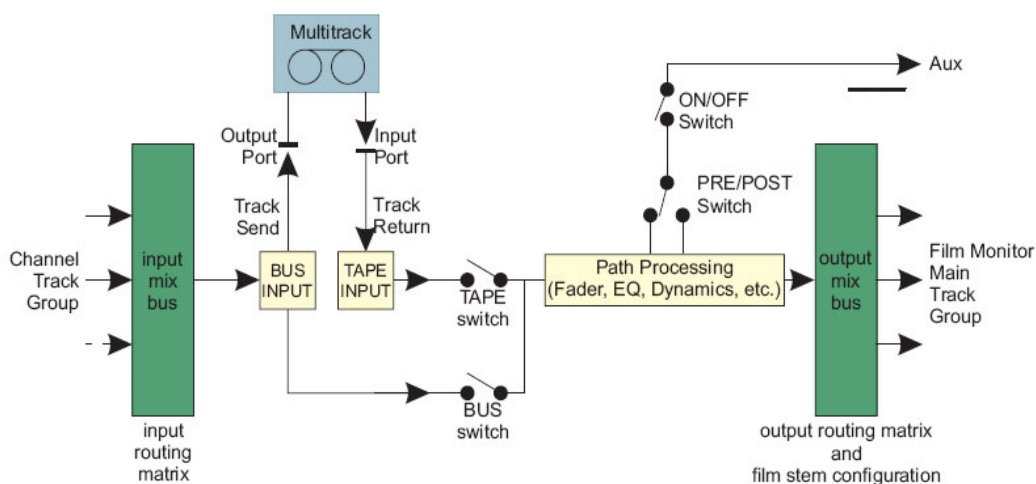 Multitrack
Aux
ON/OFF
Switch
Output
Port
Input
Port
PRE/POST
Switch
Track
Send
Track
Return
Channel
Track
Group
input
mix
bus
BUS
INPUT
TAPE
INPUT
TAPE
switch
BUS
switch
Path Processing
(Fader, EQ, Dynamics, etc.)
output
mix
bus
Film Monitor
Main
Track
Group
input
routing
matrix
output routing matrix
and
film stem configuration